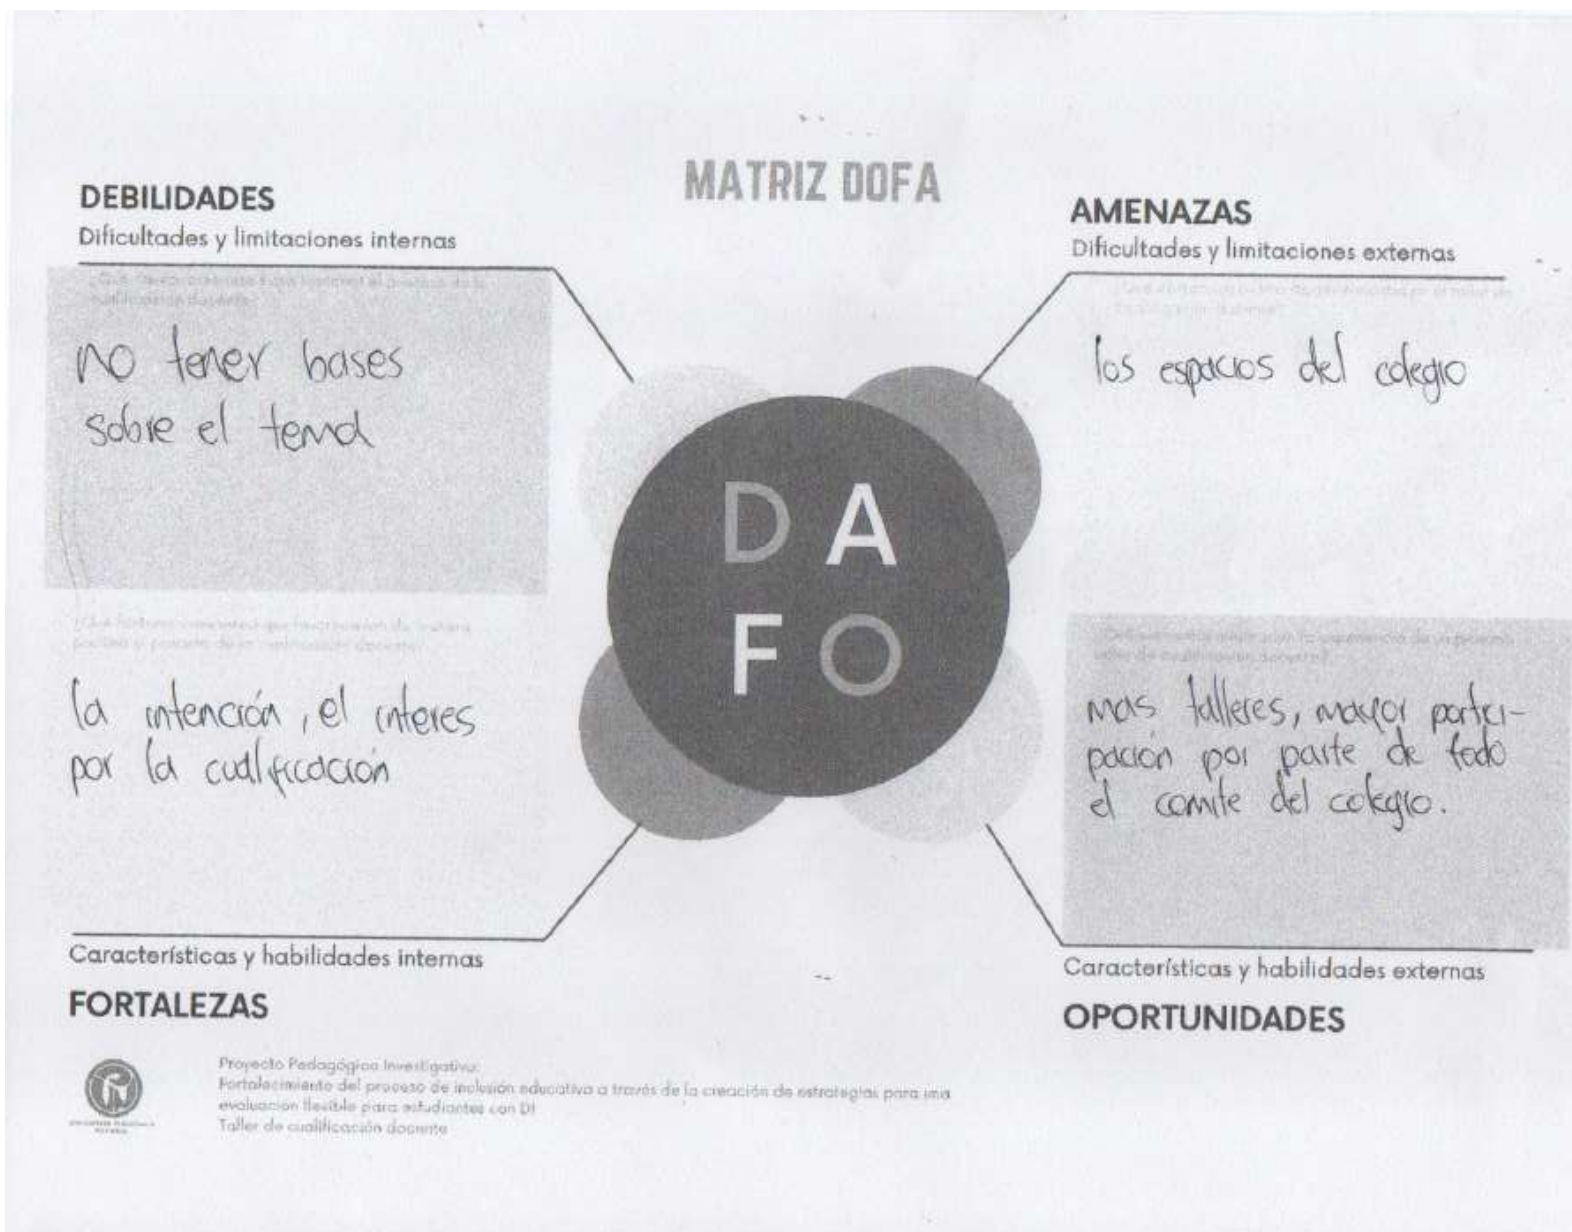 MATRIZ DOFA
DEBILIDADES
Dificultades y limitaciones internas
no tener bases
sobre el tema
AMENAZAS
Dificultades y limitaciones externas
los espacios del colegio
D A
F O
la intención, el interes
por la cualificación
Características y habilidades internas
FORTALEZAS
mas talleres, mayor partici-
pación por parte de todo
el comite del colegio.
Características y habilidades externas
OPORTUNIDADES
Proyecto Pedagógico Investigativo:
Fortalecimiento del proceso de inclusión educativa a través de la creación de estrategias para una
evaluación flexible para estudiantes con DI
Taller de cualificación docente